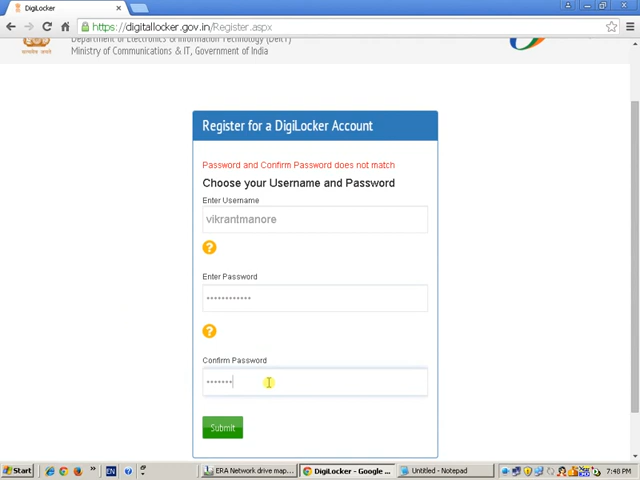 DigiLocker
https://digitallocker.gov.in/Register.aspx
Department of Electronics & Information Technology (DeitY)
Ministry of Communications & IT, Government of India
Register for a DigiLocker Account
Password and Confirm Password does not match
Choose your Username and Password
Enter Username
vikrantmanore
?
Enter Password
••••••••••••
?
Confirm Password
•••••••
Submit
Start
EN
?
»
ERA Network drive map...
DigiLocker - Google ...
Untitled - Notepad
7:48 PM